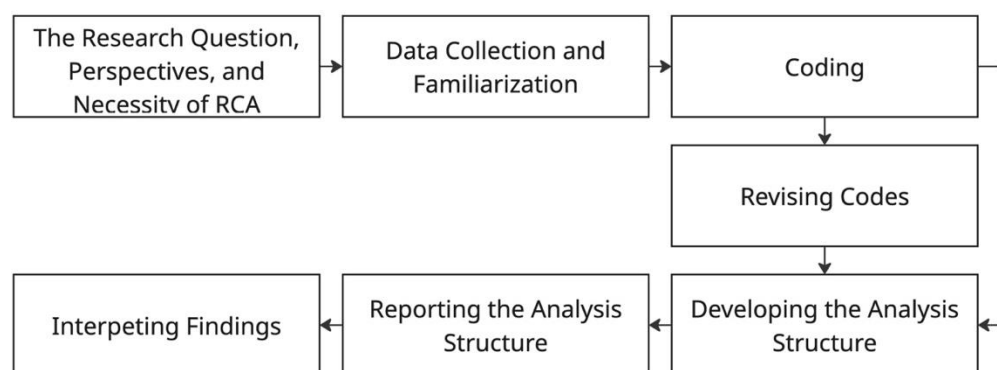 The Research Question,
Perspectives, and
Necessity of RCA
Data Collection and
Familiarization
Coding
Revising Codes
Developing the Analysis
Structure
Reporting the Analysis
Structure
Interpeting Findings